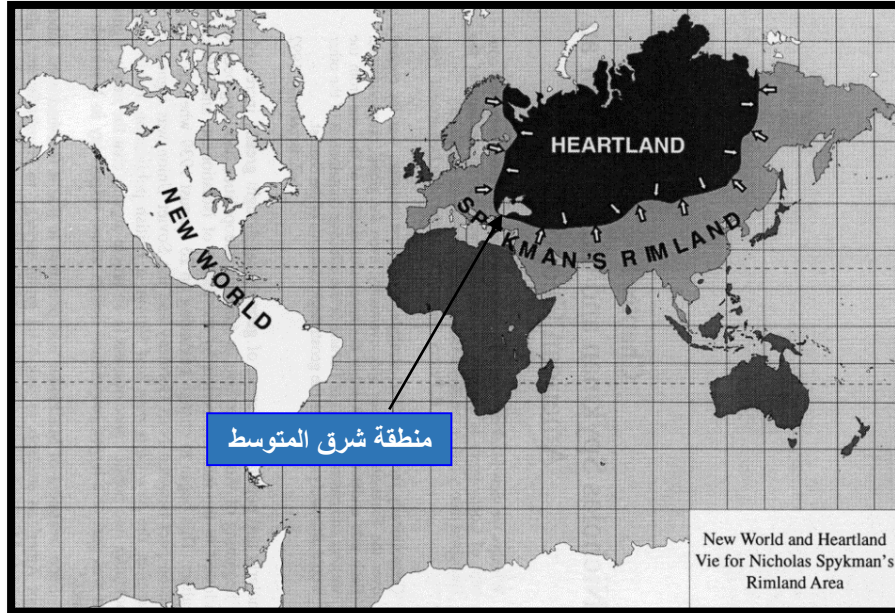 HEARTLAND
NEW WORLD
SPYKMAN'S RIMLAND
منطقة شرق المتوسط
New World and Heartland
Vie for Nicholas Spykman's
Rimland Area